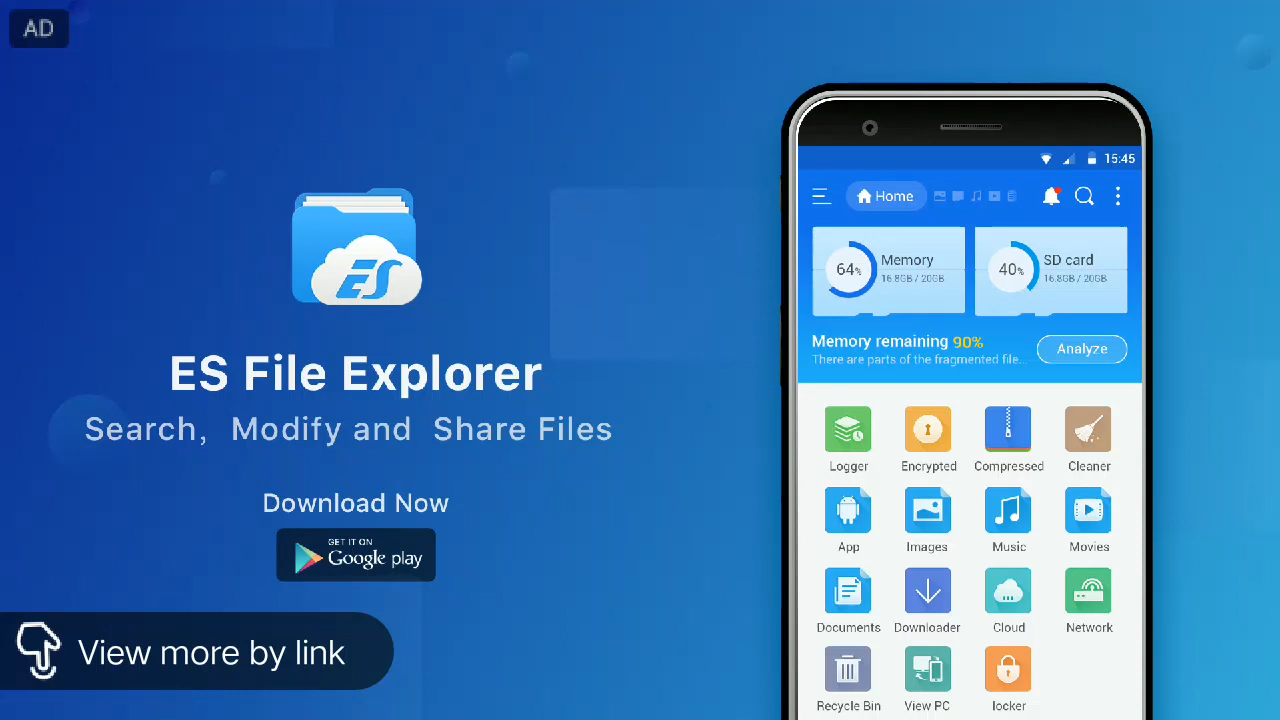 AD
ES
ES File Explorer
Search, Modify and Share Files
Download Now
GET IT ON
Google play
View more by link
15:45
Home
64%
Memory
16.8GB / 20GB
40%
SD card
16.8GB / 20GB
Memory remaining 90%
There are parts of the fragmented file...
Analyze
Logger
Encrypted
Compressed
Cleaner
App
Images
Music
Movies
Documents
Downloader
Cloud
Network
Recycle Bin
View PC
locker